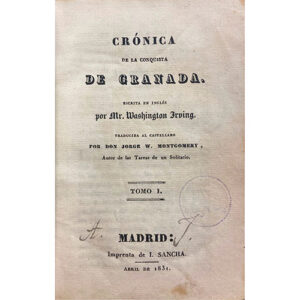 CRÓNICA
DE LA CONQUISTA
DE GRANADA.
ESCRITA EN INGLÉS
por Mr. Washington Irving.
TRADUCIDA AL CASTELLANO
POR DON JORGE W. MONTGOMERY,
Autor de las Tareas de un Solitario.
TOMO I.
A. J.
MADRID:
Imprenta de I. SANCHA.
ABRIL DE 1831.